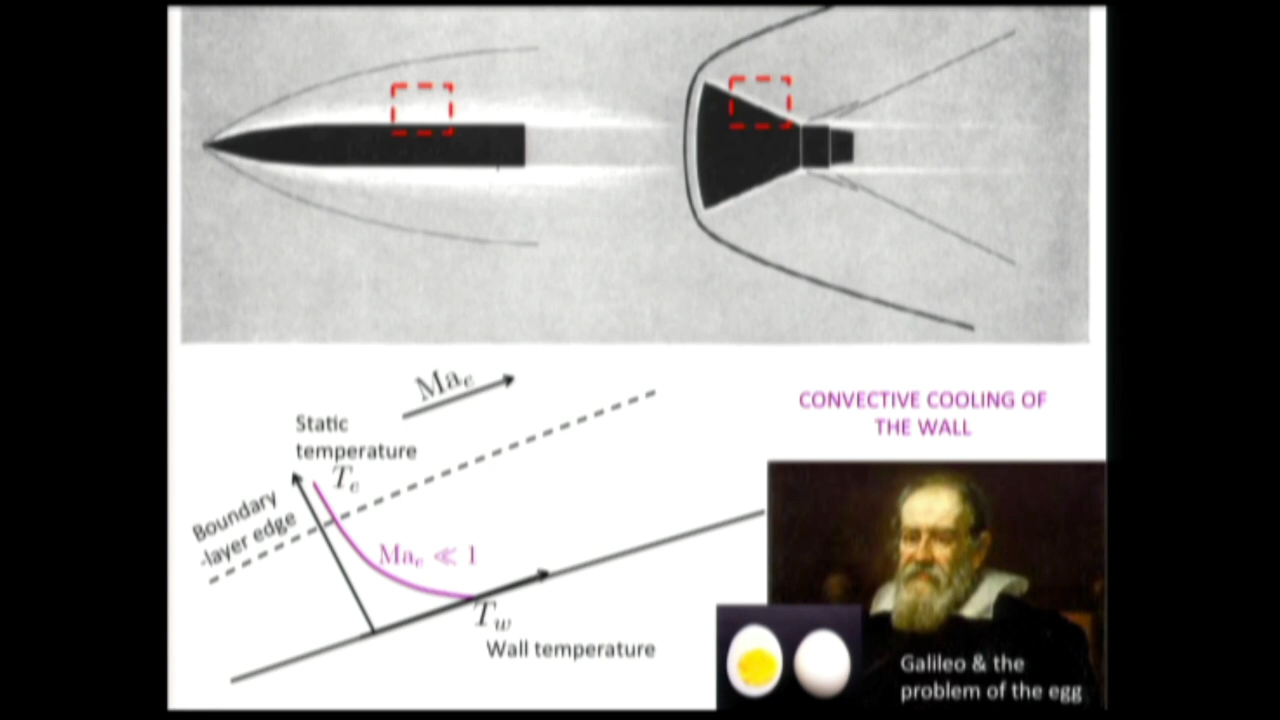 Ma_e
Static
temperature
T_e
Boundary
-layer edge
Ma_e ≪ 1
T_w
Wall temperature
CONVECTIVE COOLING OF
THE WALL
Galileo & the
problem of the egg